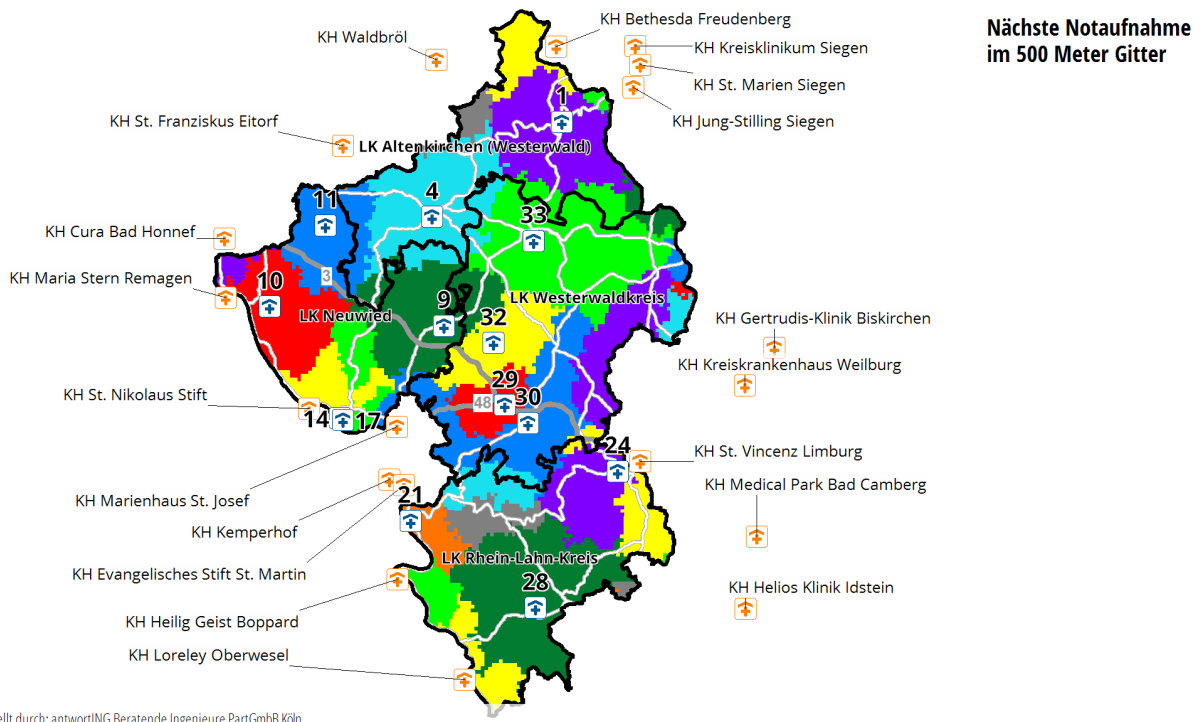 Nächste Notaufnahme
im 500 Meter Gitter
KH Bethesda Freudenberg
KH Waldbröl
KH Kreisklinikum Siegen
KH St. Marien Siegen
1
KH St. Franziskus Eitorf
KH Jung-Stilling Siegen
LK Altenkirchen (Westerwald)
11
4
33
KH Cura Bad Honnef
KH Maria Stern Remagen
10
3
9
LK Westerwaldkreis
LK Neuwied
32
KH Gertrudis-Klinik Biskirchen
KH Kreiskrankenhaus Weilburg
29
KH St. Nikolaus Stift
48
30
14
17
24
KH St. Vincenz Limburg
KH Medical Park Bad Camberg
KH Marienhaus St. Josef
21
KH Kemperhof
LK Rhein-Lahn-Kreis
KH Evangelisches Stift St. Martin
28
KH Helios Klinik Idstein
KH Heilig Geist Boppard
KH Loreley Oberwesel
ellt durch: antwortING Beratende Ingenieure PartGmbB Köln